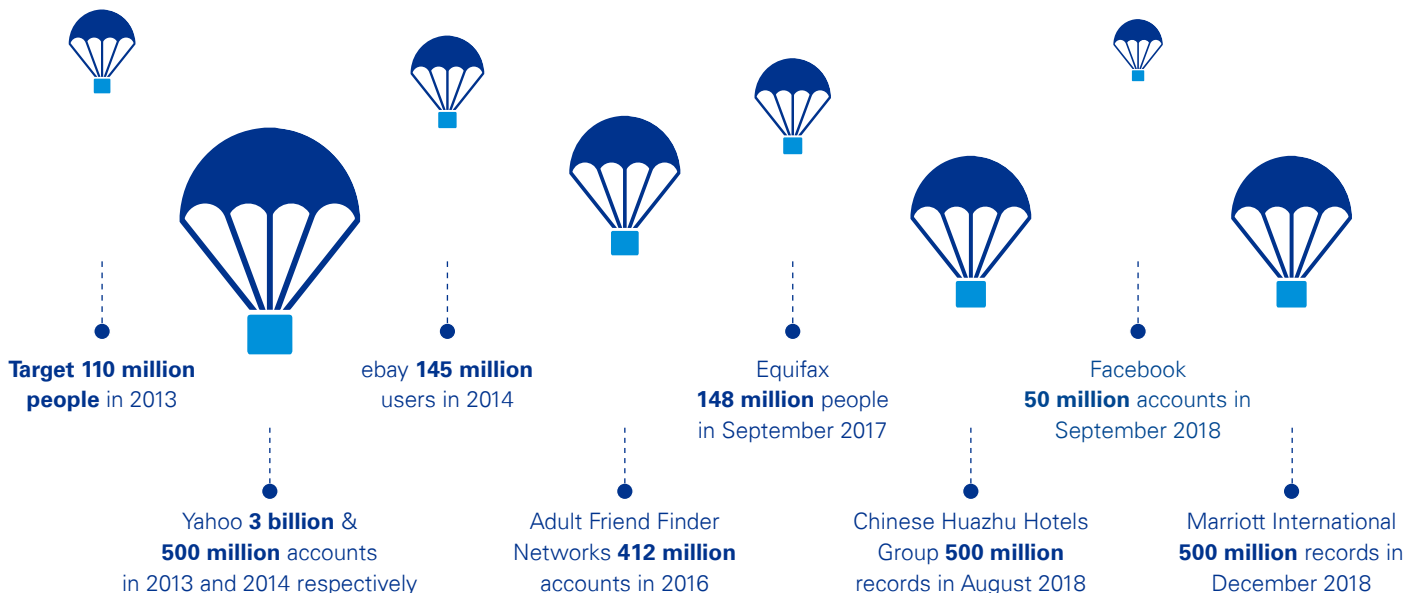 Target 110 million
people in 2013
Yahoo 3 billion &
500 million accounts
in 2013 and 2014 respectively
ebay 145 million
users in 2014
Adult Friend Finder
Networks 412 million
accounts in 2016
Equifax
148 million people
in September 2017
Chinese Huazhu Hotels
Group 500 million
records in August 2018
Facebook
50 million accounts in
September 2018
Marriott International
500 million records in
December 2018